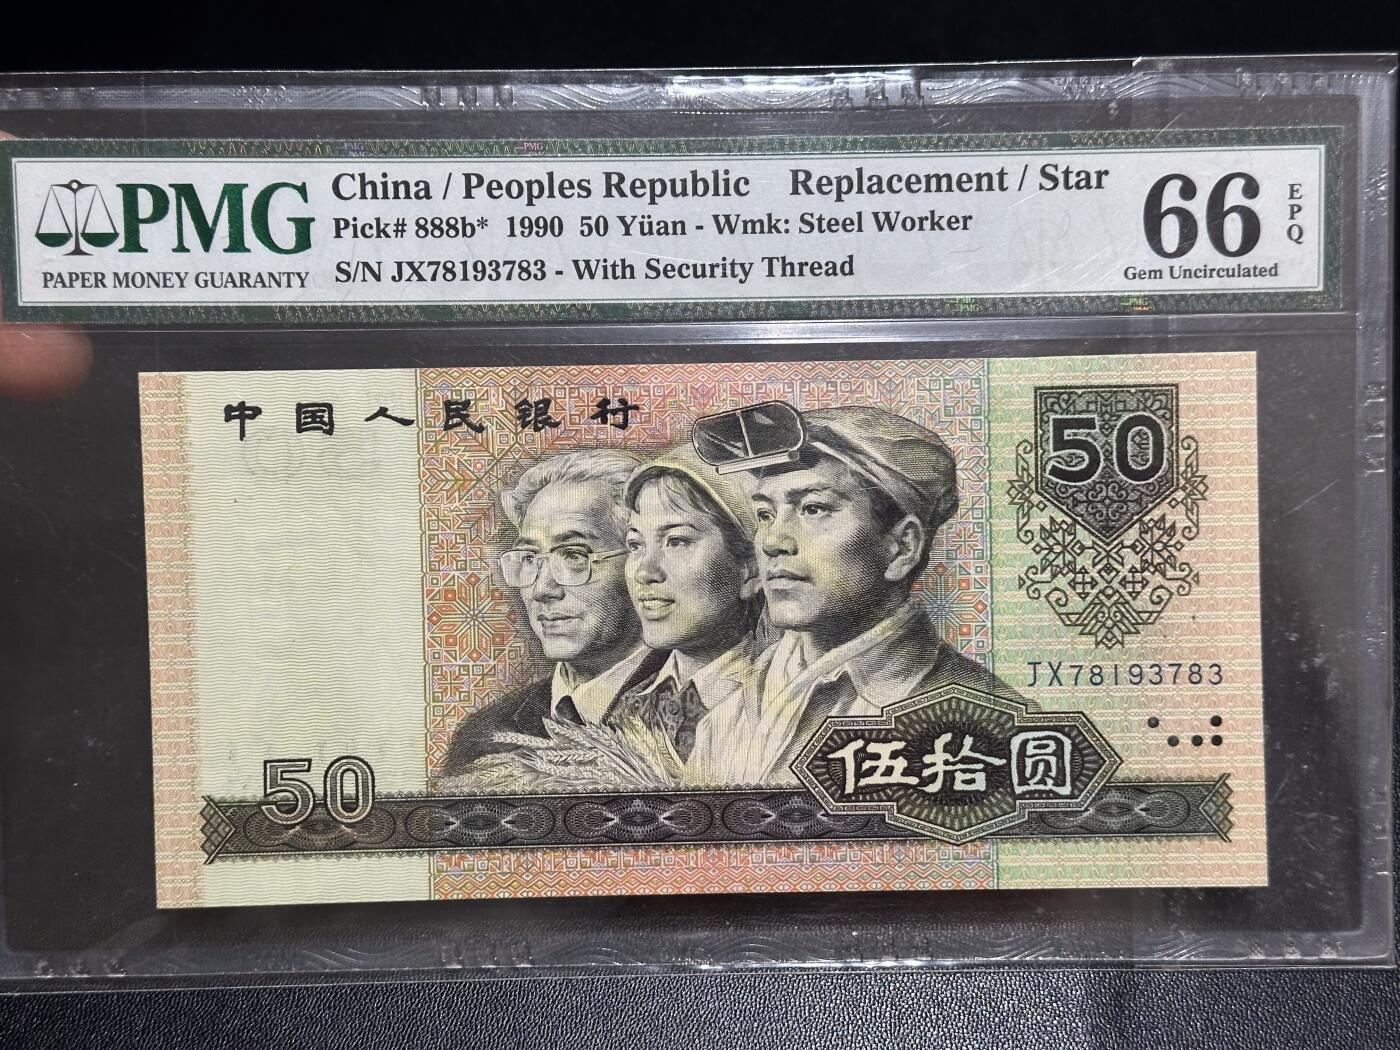 PMG
PAPER MONEY GUARANTY
China / Peoples Republic Replacement / Star
Pick# 888b* 1990 50 Yüan - Wmk: Steel Worker
S/N JX78193783 - With Security Thread
66 EPQ
Gem Uncirculated
中国人民银行
50
JX78193783
伍拾圆
50